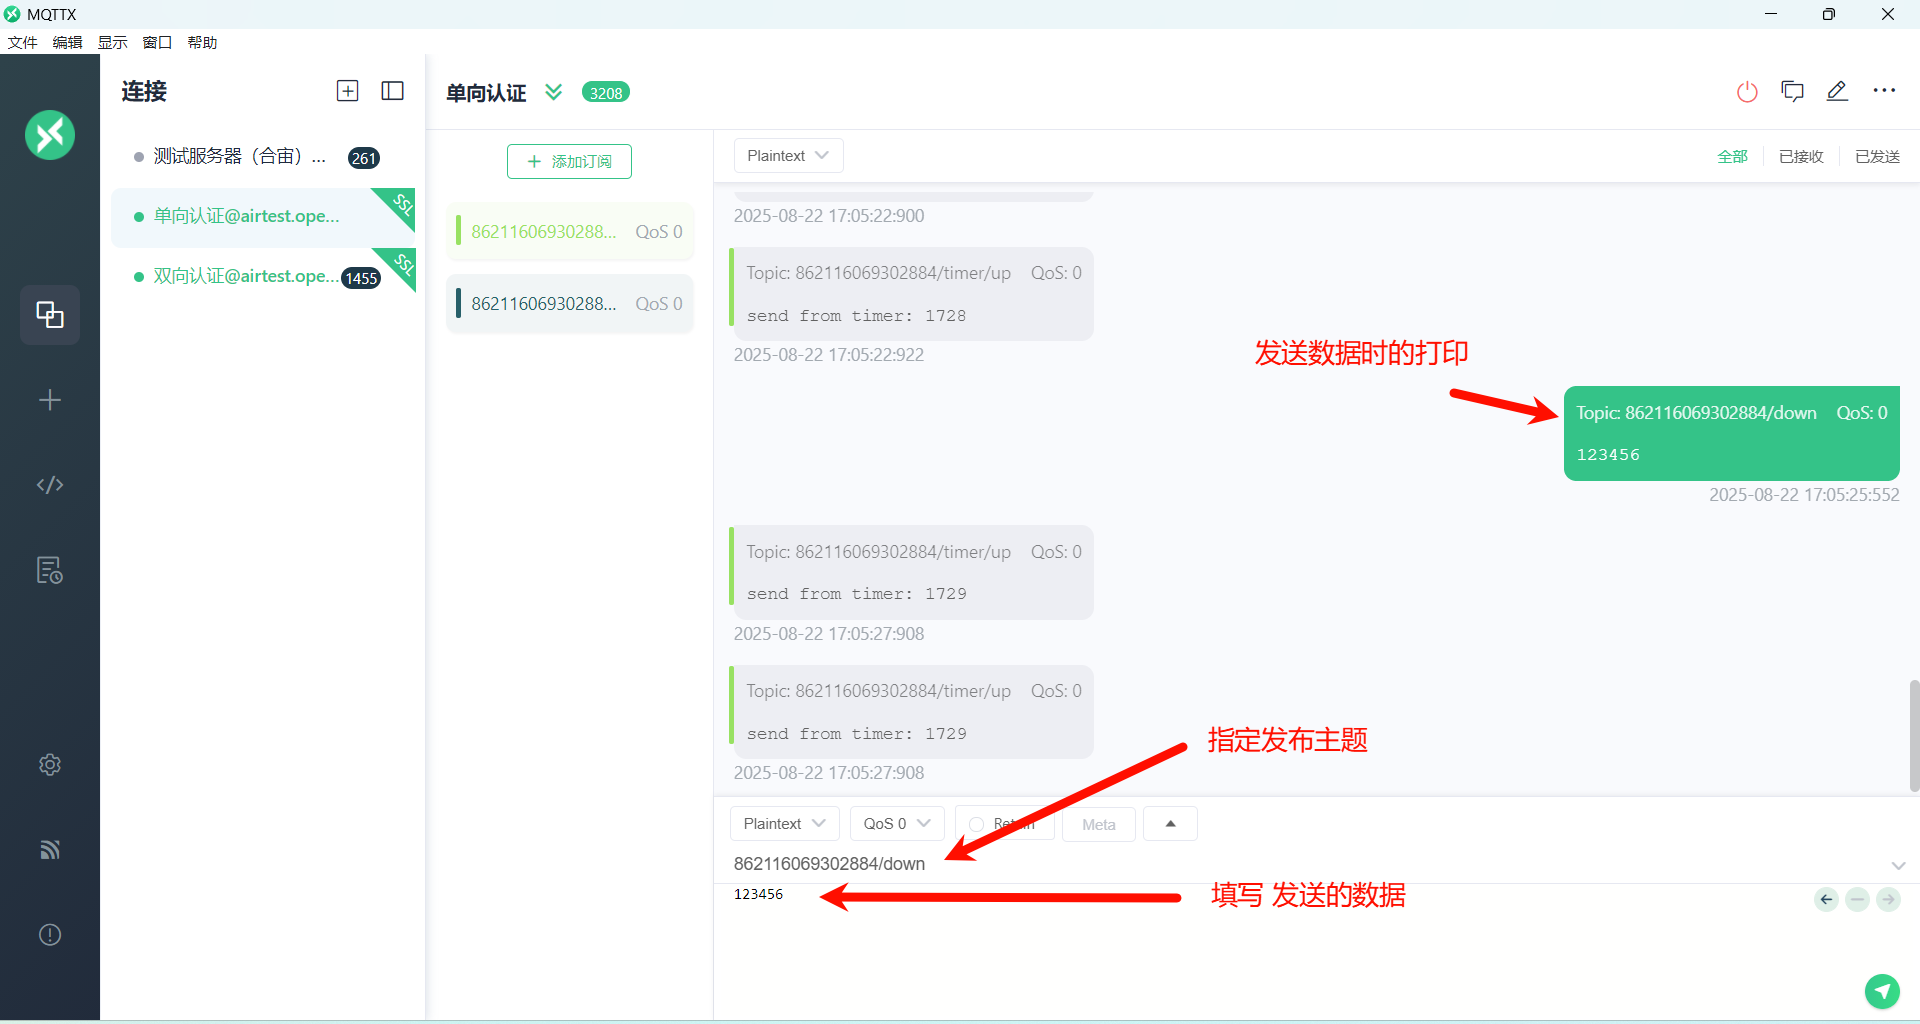 MQTTX
文件 编辑 显示 窗口 帮助
连接
测试服务器（合宙）... 261
单向认证@airtest.ope... SSL
双向认证@airtest.ope... 1455 SSL
单向认证 3208
添加订阅
86211606930288... QoS 0
86211606930288... QoS 0
Plaintext
全部 已接收 已发送
2025-08-22 17:05:22:900
Topic: 862116069302884/timer/up QoS: 0
send from timer: 1728
2025-08-22 17:05:22:922
发送数据时的打印
Topic: 862116069302884/down QoS: 0
123456
2025-08-22 17:05:25:552
Topic: 862116069302884/timer/up QoS: 0
send from timer: 1729
2025-08-22 17:05:27:908
Topic: 862116069302884/timer/up QoS: 0
send from timer: 1729
2025-08-22 17:05:27:908
指定发布主题
Plaintext QoS 0 Retain Meta
862116069302884/down
123456
填写 发送的数据